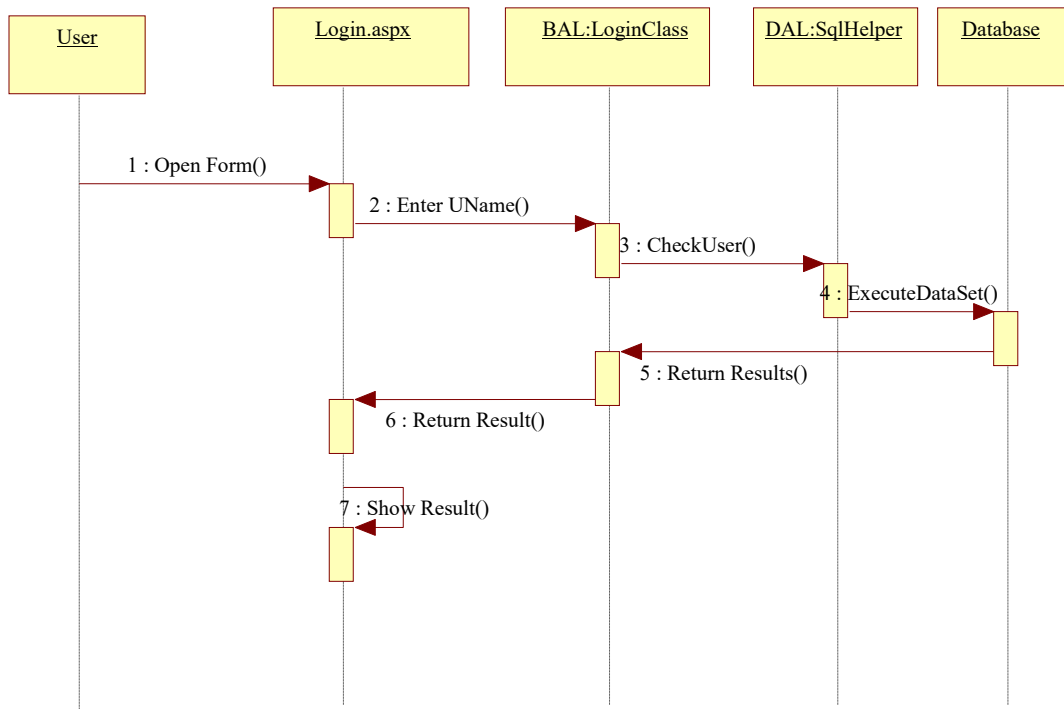 User
Login.aspx
BAL:LoginClass
DAL:SqlHelper
Database
1 : Open Form()
2 : Enter UName()
3 : CheckUser()
4 : ExecuteDataSet()
5 : Return Results()
6 : Return Result()
7 : Show Result()